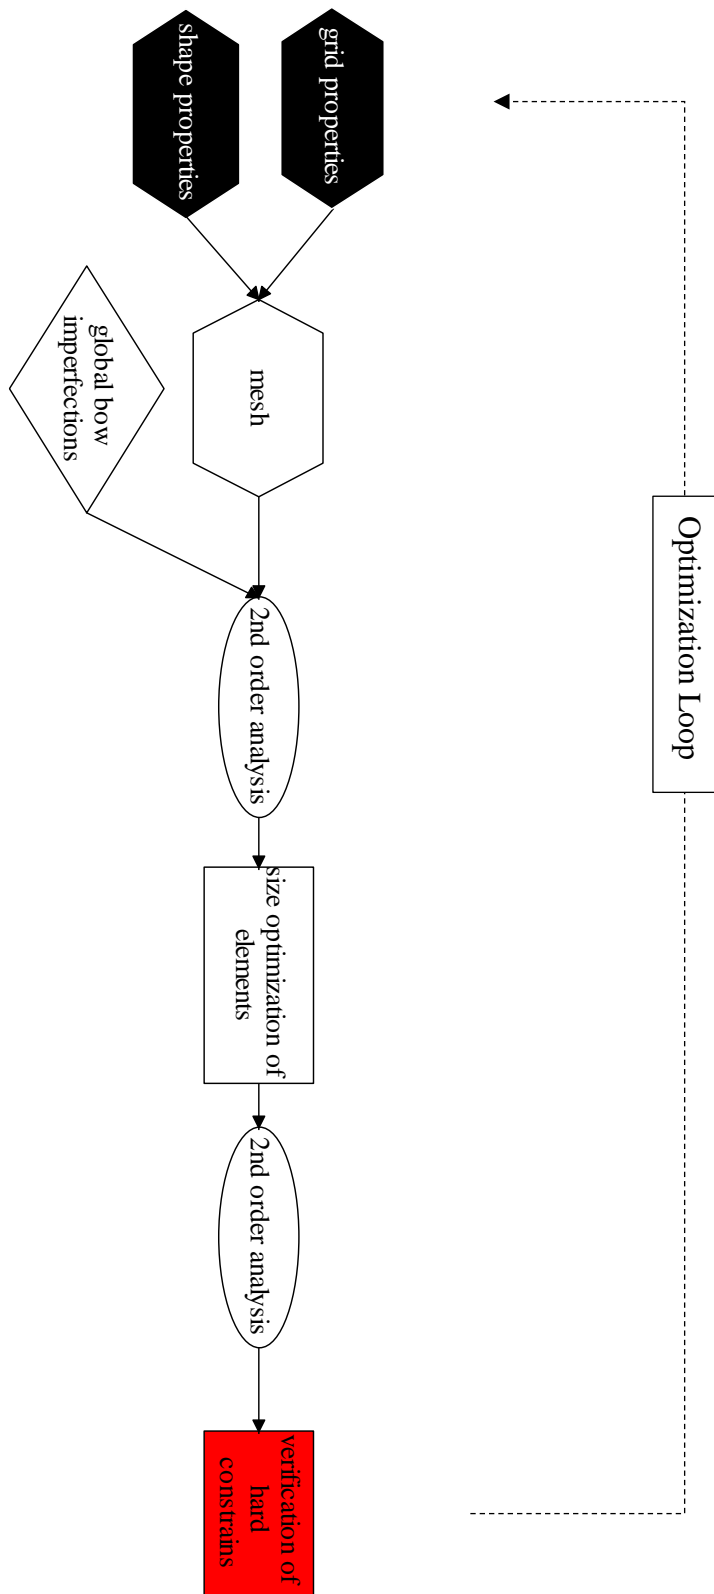 Optimization Loop
grid properties
shape properties
mesh
global bow
imperfections
2nd order analysis
size optimization of
elements
2nd order analysis
verification of
hard
constrains